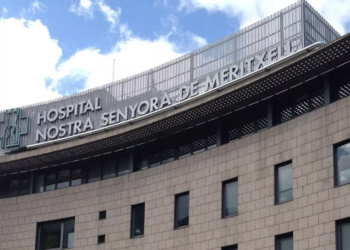 HOSPITAL
NOSTRA SENYORA DE MERITXELL